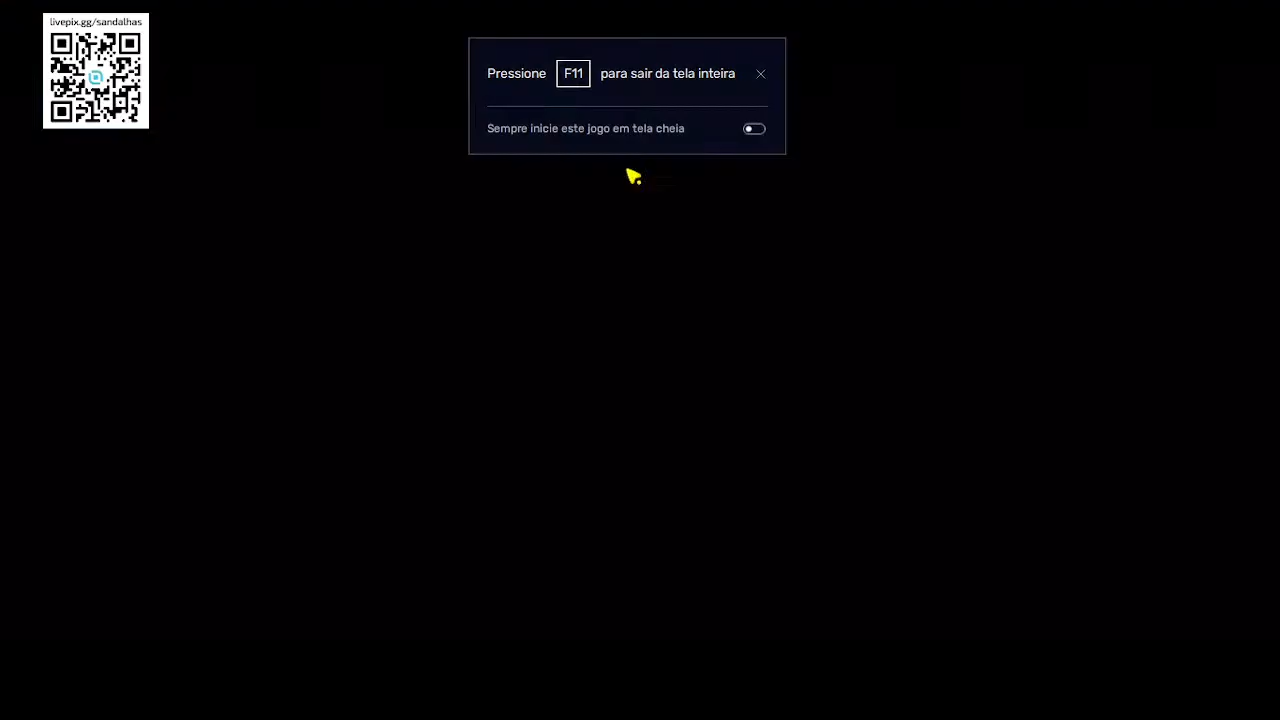 livepix.gg/sandalhas
Pressione F11 para sair da tela inteira
Sempre inicie este jogo em tela cheia